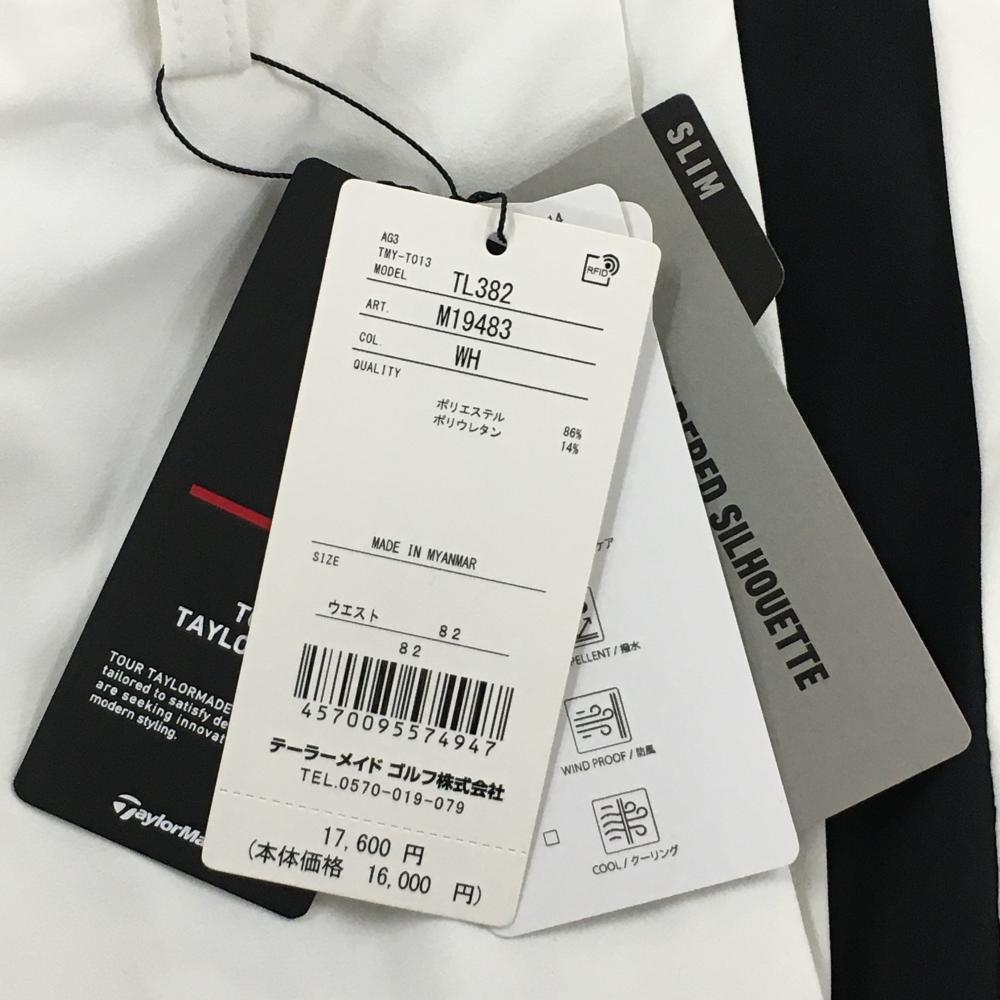 SLIM
AG3
TMY-T013
MODEL TL382
RFID
ART. M19483
COL. WH
QUALITY
ポリエステル 86%
ポリウレタン 14%
MADE IN MYANMAR
SIZE
ウエスト 82
82
4570095574947
テーラーメイド ゴルフ株式会社
TEL.0570-019-079
17,600 円
(本体価格 16,000 円)
TOUR TAYLORMADE
tailored to satisfy
are seeking
modern styling.
SILHOUETTE
/ 撥水
WIND PROOF / 防風
COOL / クーリング